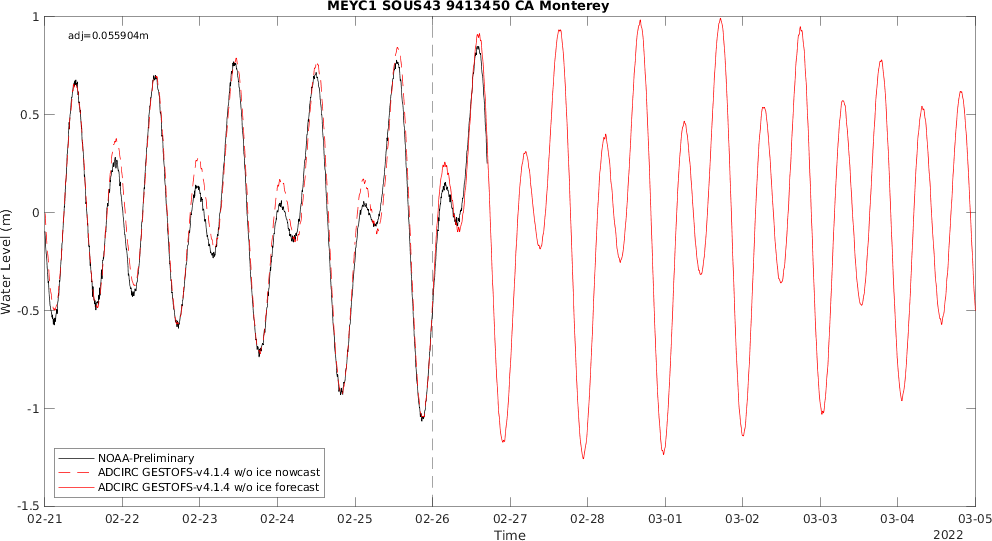 MEYC1 SOUS43 9413450 CA Monterey
adj=0.055904m
1
0.5
0
-0.5
-1
-1.5
Water Level (m)
NOAA-Preliminary
ADCIRC GESTOFS-v4.1.4 w/o ice nowcast
ADCIRC GESTOFS-v4.1.4 w/o ice forecast
02-21 02-22 02-23 02-24 02-25 02-26 02-27 02-28 03-01 03-02 03-03 03-04 03-05
Time
2022